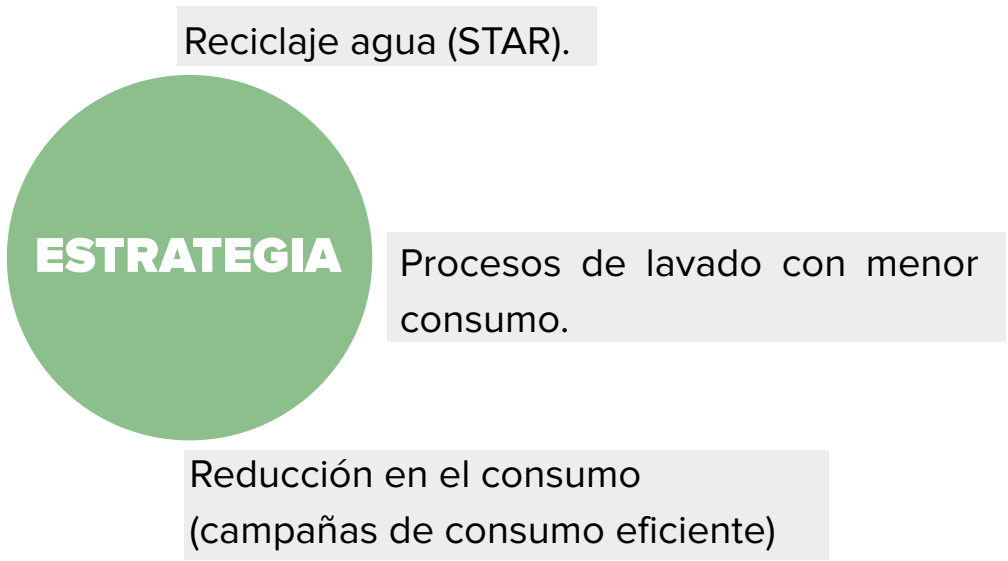 Reciclaje agua (STAR).
ESTRATEGIA
Procesos de lavado con menor
consumo.
Reducción en el consumo
(campañas de consumo eficiente)